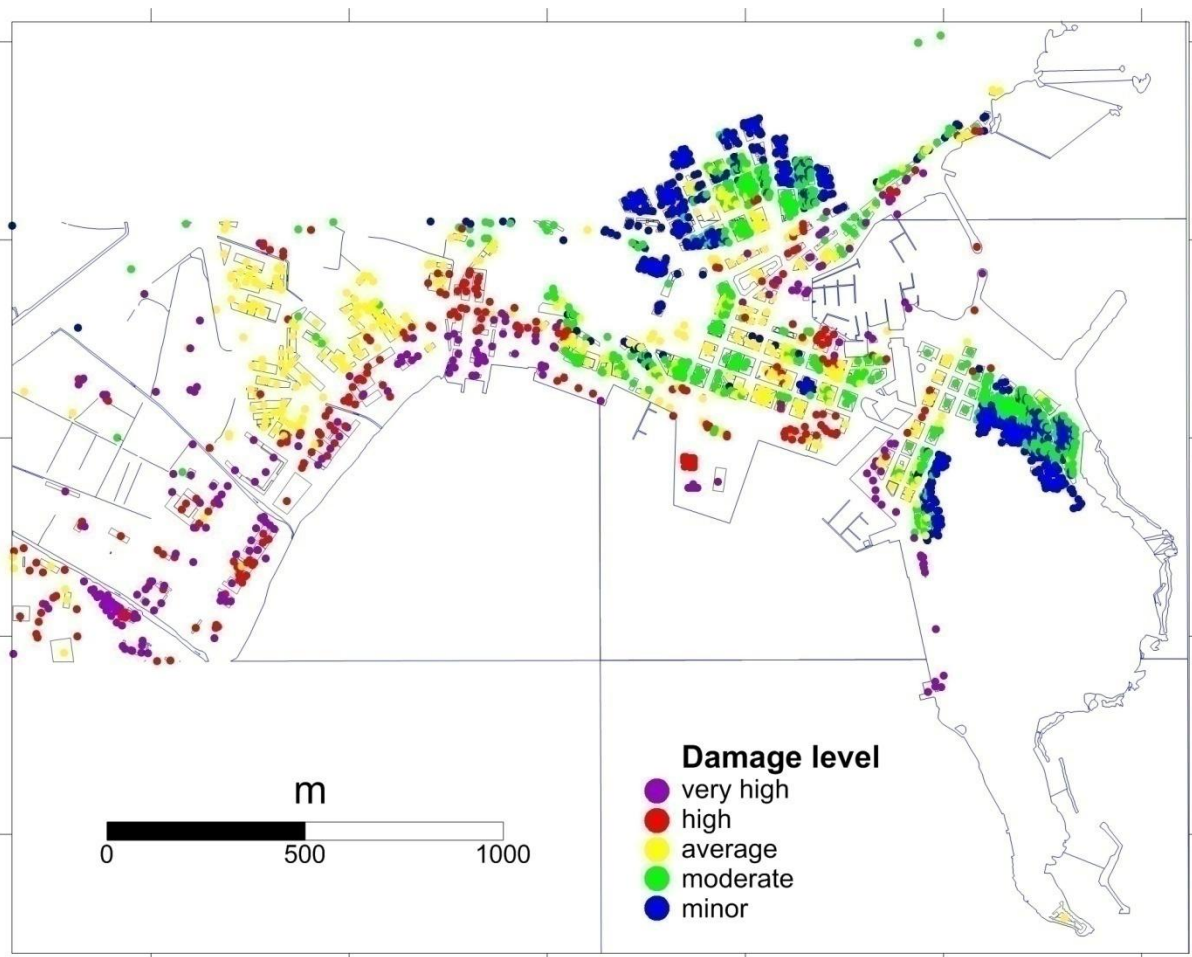 Damage level
very high
high
average
moderate
minor
m
0 500 1000